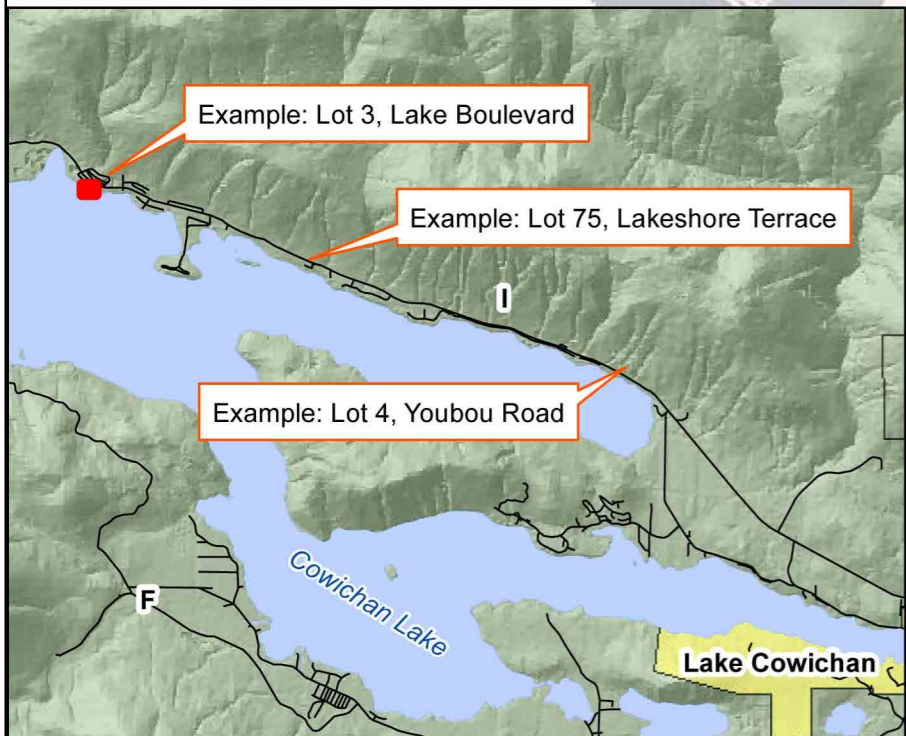 Example: Lot 3, Lake Boulevard
Example: Lot 75, Lakeshore Terrace
I
Example: Lot 4, Youbou Road
Cowichan Lake
F
Lake Cowichan